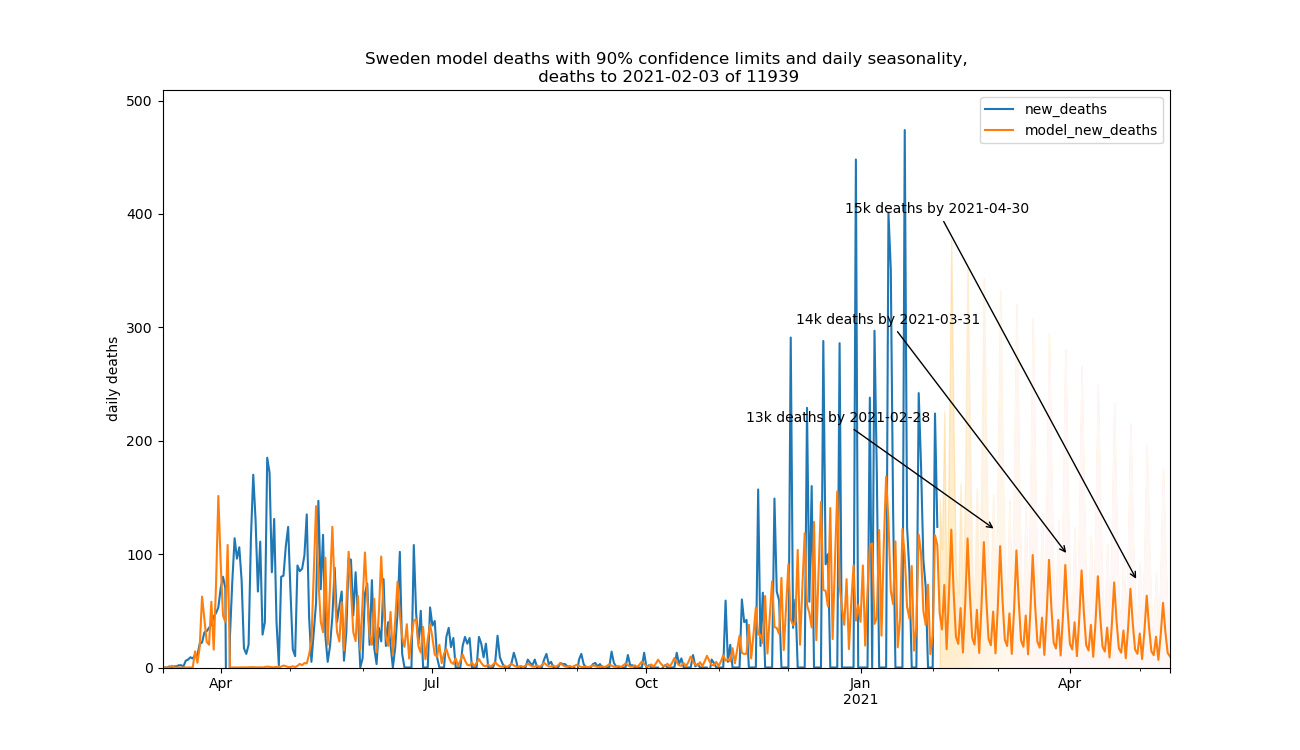 Sweden model deaths with 90% confidence limits and daily seasonality,
deaths to 2021-02-03 of 11939
500
400
300
200
100
0
daily deaths
new_deaths
model_new_deaths
15k deaths by 2021-04-30
14k deaths by 2021-03-31
13k deaths by 2021-02-28
Apr
Jul
Oct
Jan
2021
Apr